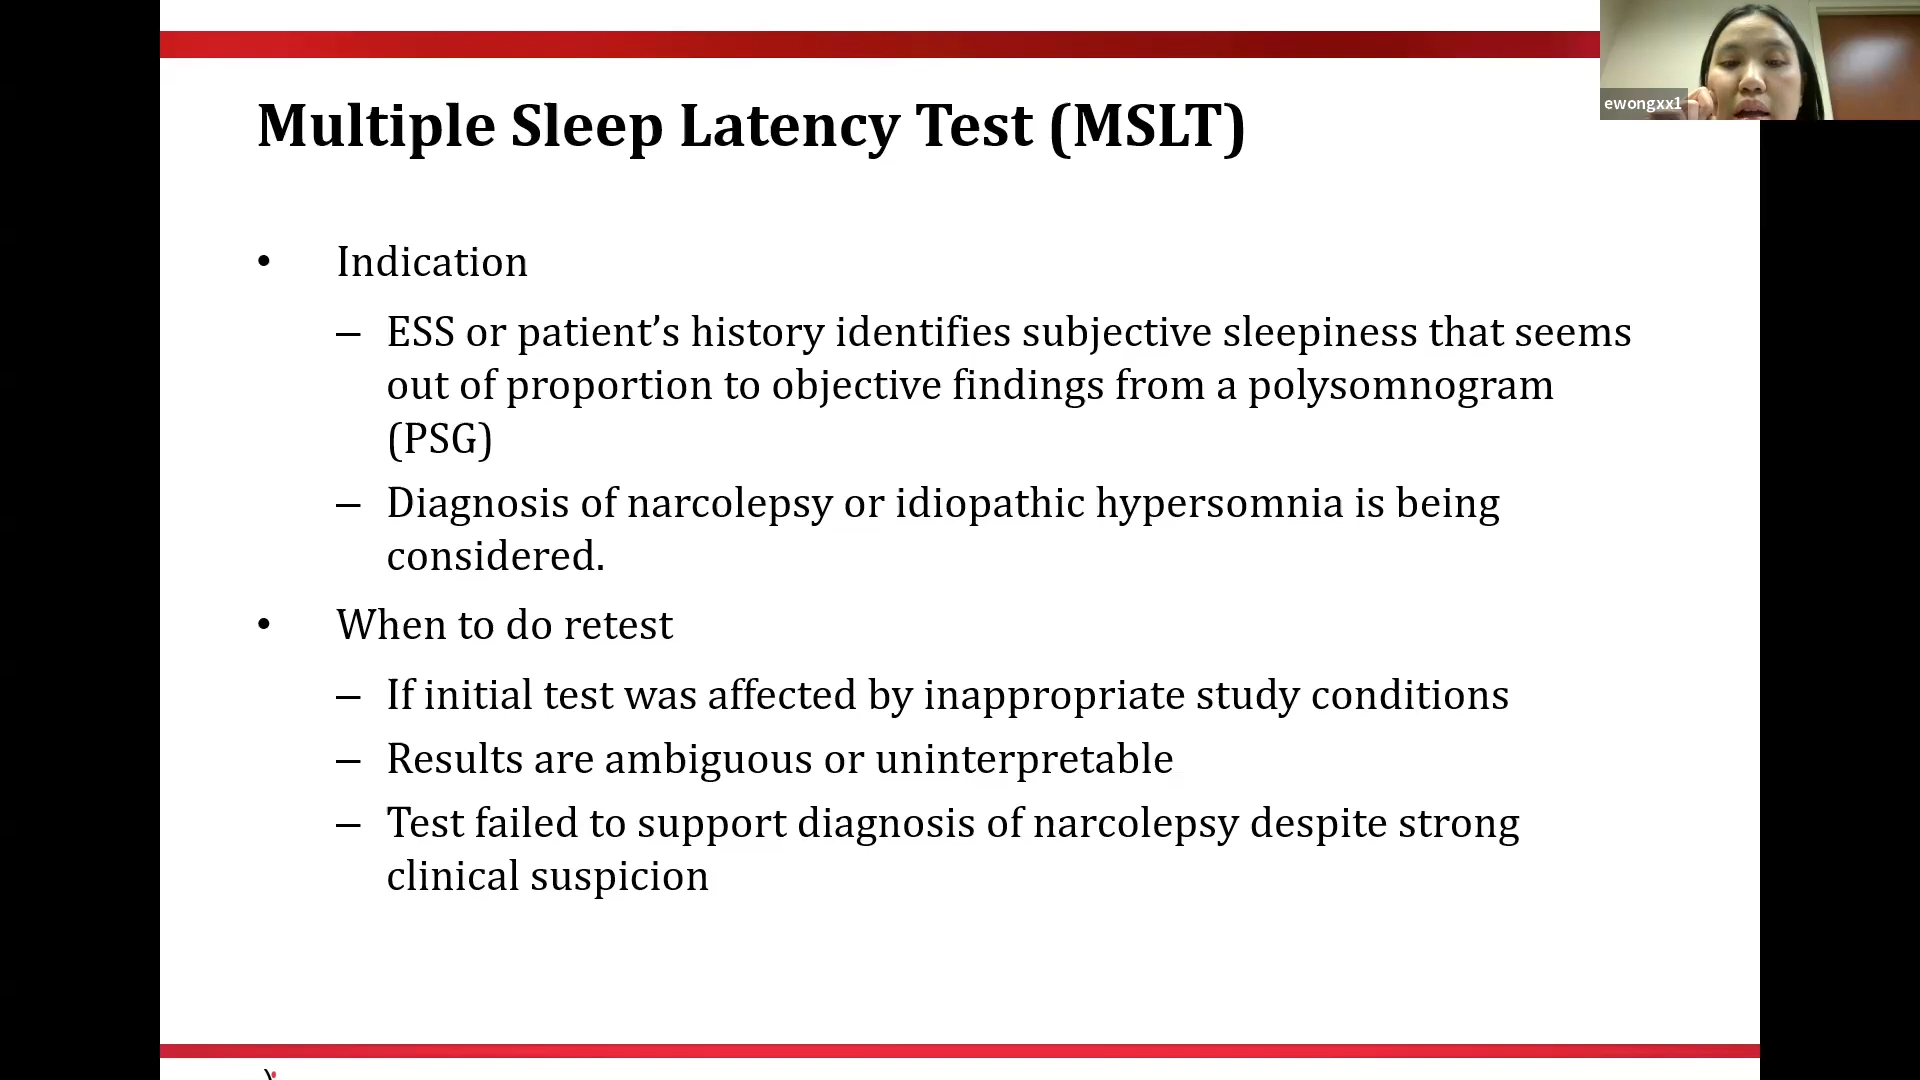 ewongxx1
Multiple Sleep Latency Test (MSLT)
• Indication
– ESS or patient’s history identifies subjective sleepiness that seems
out of proportion to objective findings from a polysomnogram
(PSG)
– Diagnosis of narcolepsy or idiopathic hypersomnia is being
considered.
• When to do retest
– If initial test was affected by inappropriate study conditions
– Results are ambiguous or uninterpretable
– Test failed to support diagnosis of narcolepsy despite strong
clinical suspicion